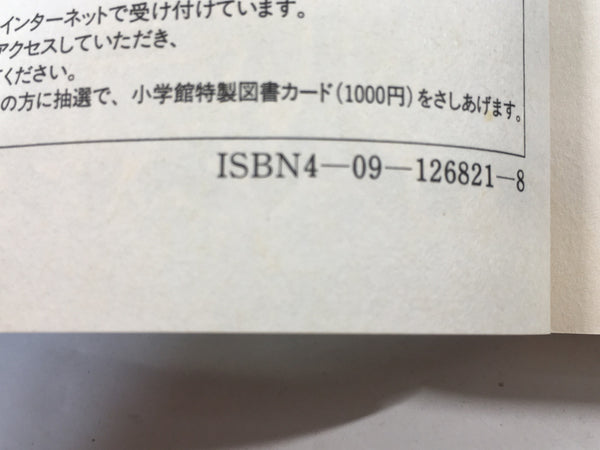 インターネットで受け付けています。
アクセスしていただき、
ください。
の方に抽選で、小学館特製図書カード(1000円)をさしあげます。
ISBN4―09―126821―8